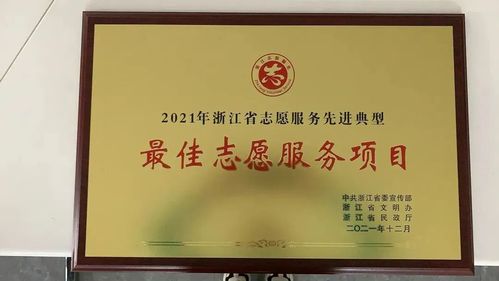 志
2021年浙江省志愿服务先进典型
最佳志愿服务项目
中共浙江省委宣传部
浙江省文明办
浙江省民政厅
二〇二一年十二月